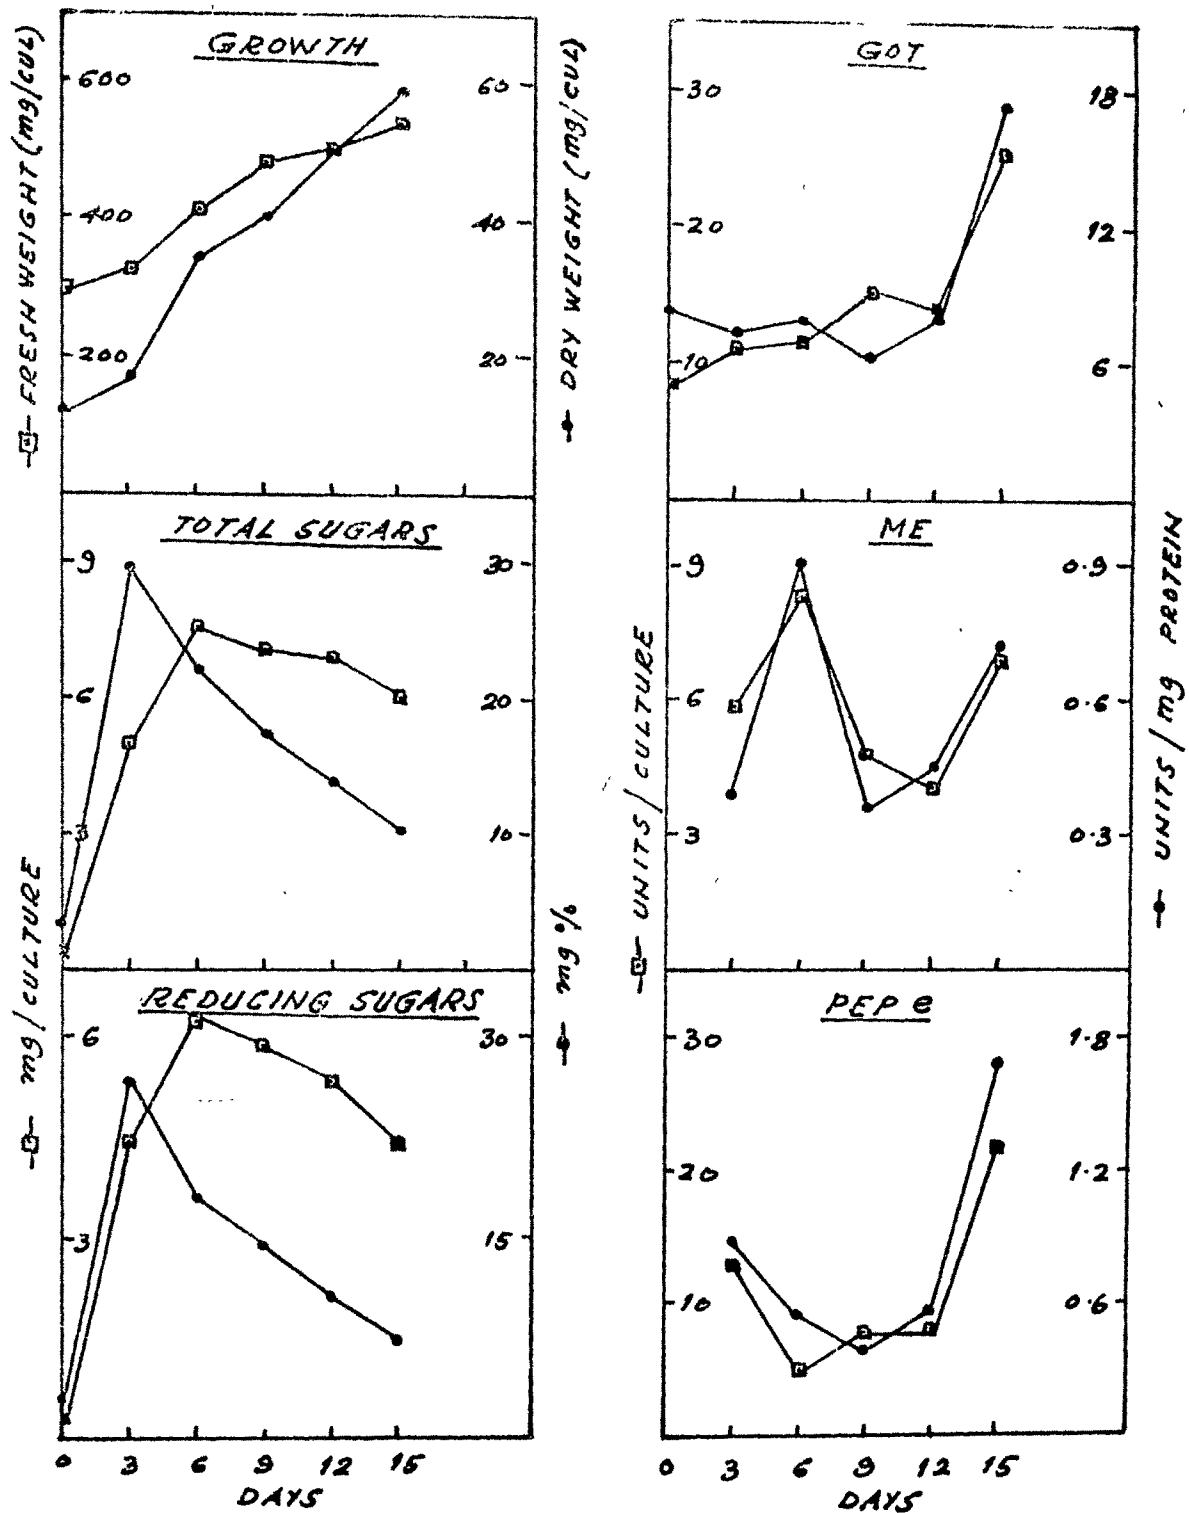 GROWTH
600
400
200
60
40
20
FRESH WEIGHT (mg/CUL)
DRY WEIGHT (mg/CUL)
TOTAL SUGARS
9
6
3
30
20
10
REDUCING SUGARS
6
3
30
15
mg/CULTURE
mg %
0 3 6 9 12 15
DAYS
GOT
30
20
10
18
12
6
ME
9
6
3
0.9
0.6
0.3
UNITS/CULTURE
UNITS/mg PROTEIN
PEP e
30
20
10
1.8
1.2
0.6
0 3 6 9 12 15
DAYS